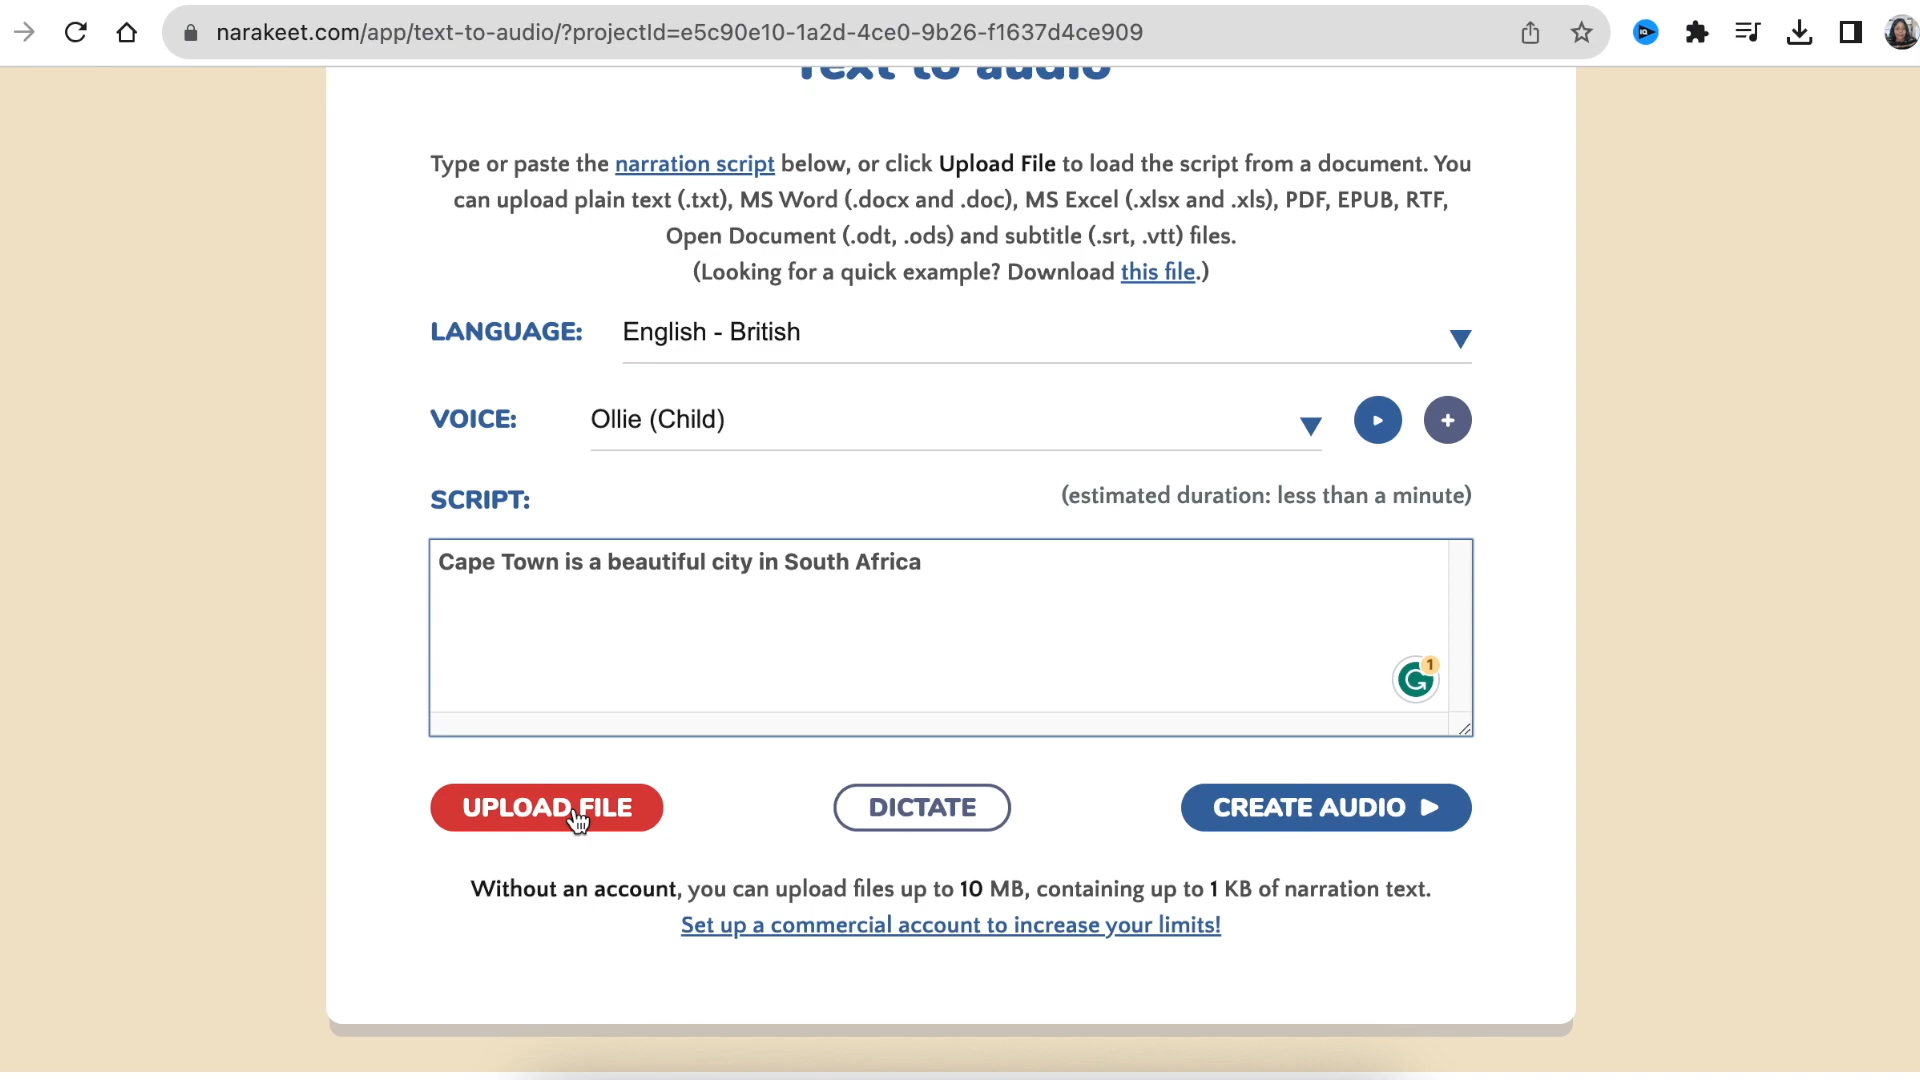 narakeet.com/app/text-to-audio/?projectId=e5c90e10-1a2d-4ce0-9b26-f1637d4ce909
Text to audio
Type or paste the narration script below, or click Upload File to load the script from a document. You
can upload plain text (.txt), MS Word (.docx and .doc), MS Excel (.xlsx and .xls), PDF, EPUB, RTF,
Open Document (.odt, .ods) and subtitle (.srt, .vtt) files.
(Looking for a quick example? Download this file.)
LANGUAGE: English - British
VOICE: Ollie (Child)
SCRIPT: (estimated duration: less than a minute)
Cape Town is a beautiful city in South Africa
1
UPLOAD FILE DICTATE CREATE AUDIO
Without an account, you can upload files up to 10 MB, containing up to 1 KB of narration text.
Set up a commercial account to increase your limits!